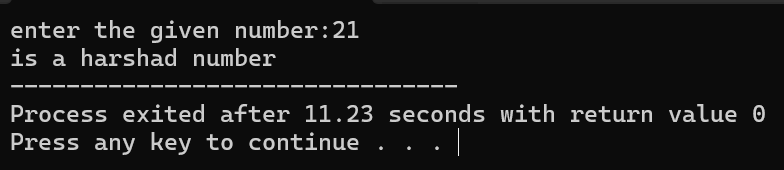 enter the given number:21
is a harshad number
--------------------------------
Process exited after 11.23 seconds with return value 0
Press any key to continue . . .